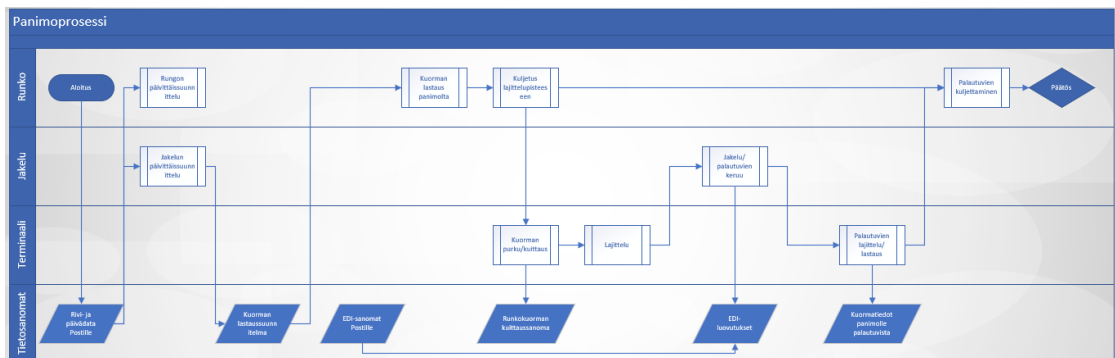 Panimoprosessi
Runko
Aloitus
Rungon
päivittäissuunn
ittelu
Kuorman
lastaus
panimolta
Kuljetus
lajittelupistees
een
Palautuvien
kuljettaminen
Päätös
Jakelu
Jakelun
päivittäissuunn
ittelu
Jakelu/
palautuvien
keruu
Terminaali
Kuorman
purku/kuittaus
Lajittelu
Palautuvien
lajittelu/
lastaus
Tietosanomat
Rivi- ja
päivädata
Postille
Kuorman
lastaussuunn
itelma
EDI-sanomat
Postille
Runkokuorman
kuittaussanoma
EDI-
luovutukset
Kuormatiedot
panimolle
palautuvista